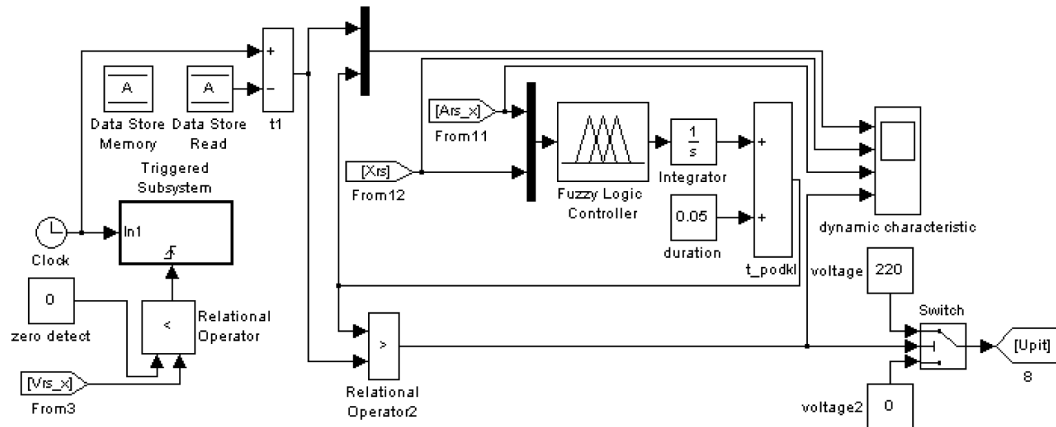 +
−
A
A
Data Store
Memory
Data Store
Read
t1
Triggered
Subsystem
In1
Clock
0
zero detect
<
Relational
Operator
[Vrs_x]
From3
[Ars_x]
From11
[Xrs]
From12
Fuzzy Logic
Controller
1
s
Integrator
0.05
duration
+
+
t_podkl
>
Relational
Operator2
dynamic characteristic
voltage
220
Switch
voltage2
0
[Upit]
8